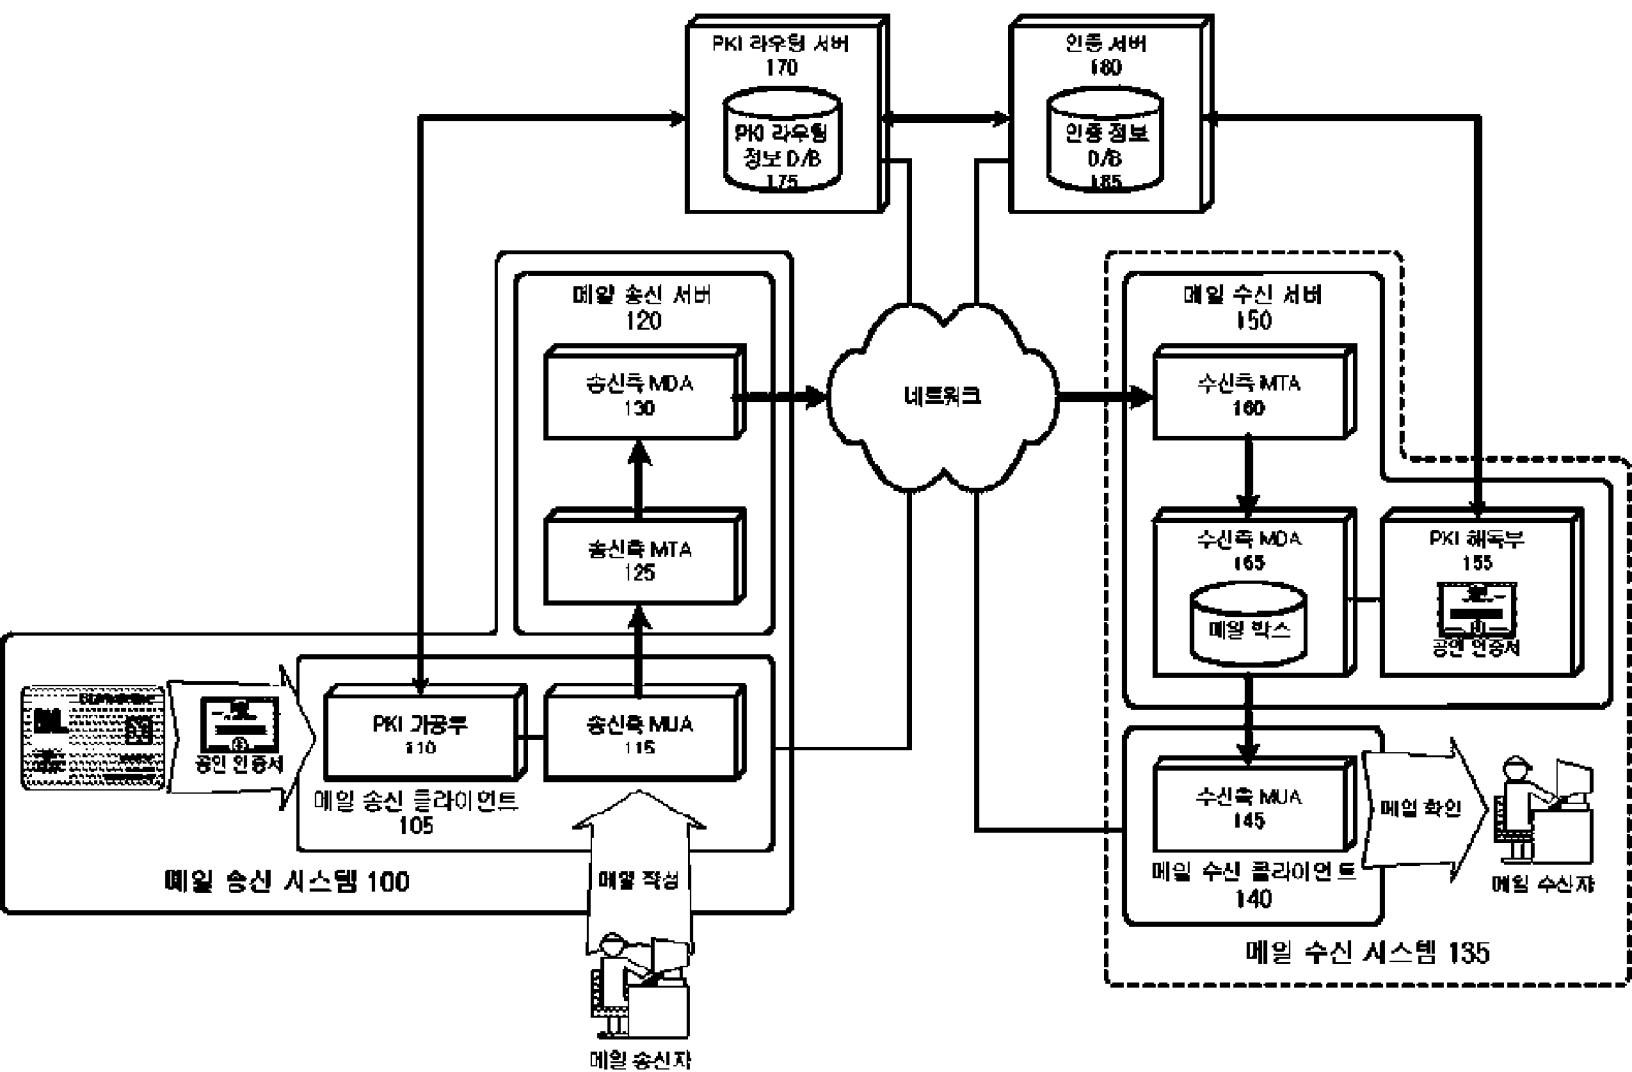 PKI 라우팅 서버
170
PKI 라우팅
정보 D/B
175
인증 서버
180
인증 정보
D/B
185
메일 송신 서버
120
송신측 MDA
130
송신측 MTA
125
네트워크
메일 수신 서버
150
수신측 MTA
160
수신측 MDA
165
메일 박스
PKI 해독부
155
공인 인증서
공인 인증서
PKI 가공부
110
송신측 MUA
115
메일 송신 클라이언트
105
메일 송신 시스템 100
메일 작성
메일 송신자
수신측 MUA
145
메일 수신 클라이언트
140
메일 확인
메일 수신자
메일 수신 시스템 135